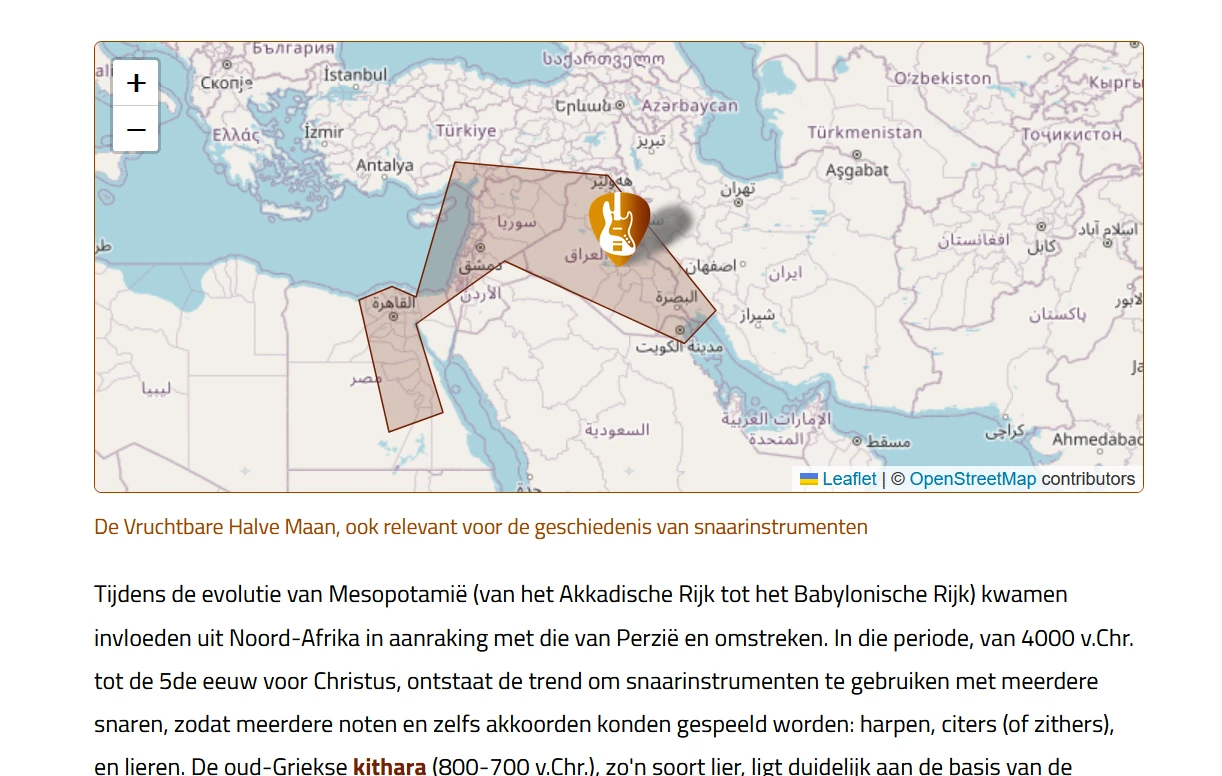 България
საქართველო
Скопје
İstanbul
O'zbekiston
Кыргы
Երևան
Azərbaycan
Ελλάς
İzmir
Türkiye
Türkmenistan
Тоҷикистон
تبریز
Antalya
Aşgabat
هەولێر
تهران
سوريا
اسلام آباد
افغانستان
کابل
العراق
دمشق
اصفهان
ایران
الأردن
القاهرة
البصرة
شیراز
لاہور
پاکستان
مدينة الكويت
ليبيا
مصر
الإمارات العربية
المتحدة
السعودية
کراچی
مسقط
Ahmedabad
+
−
Leaflet | © OpenStreetMap contributors
De Vruchtbare Halve Maan, ook relevant voor de geschiedenis van snaarinstrumenten
Tijdens de evolutie van Mesopotamië (van het Akkadische Rijk tot het Babylonische Rijk) kwamen
invloeden uit Noord-Afrika in aanraking met die van Perzië en omstreken. In die periode, van 4000 v.Chr.
tot de 5de eeuw voor Christus, ontstaat de trend om snaarinstrumenten te gebruiken met meerdere
snaren, zodat meerdere noten en zelfs akkoorden konden gespeeld worden: harpen, citers (of zithers),
en lieren. De oud-Griekse kithara (800-700 v.Chr.), zo'n soort lier, ligt duidelijk aan de basis van de